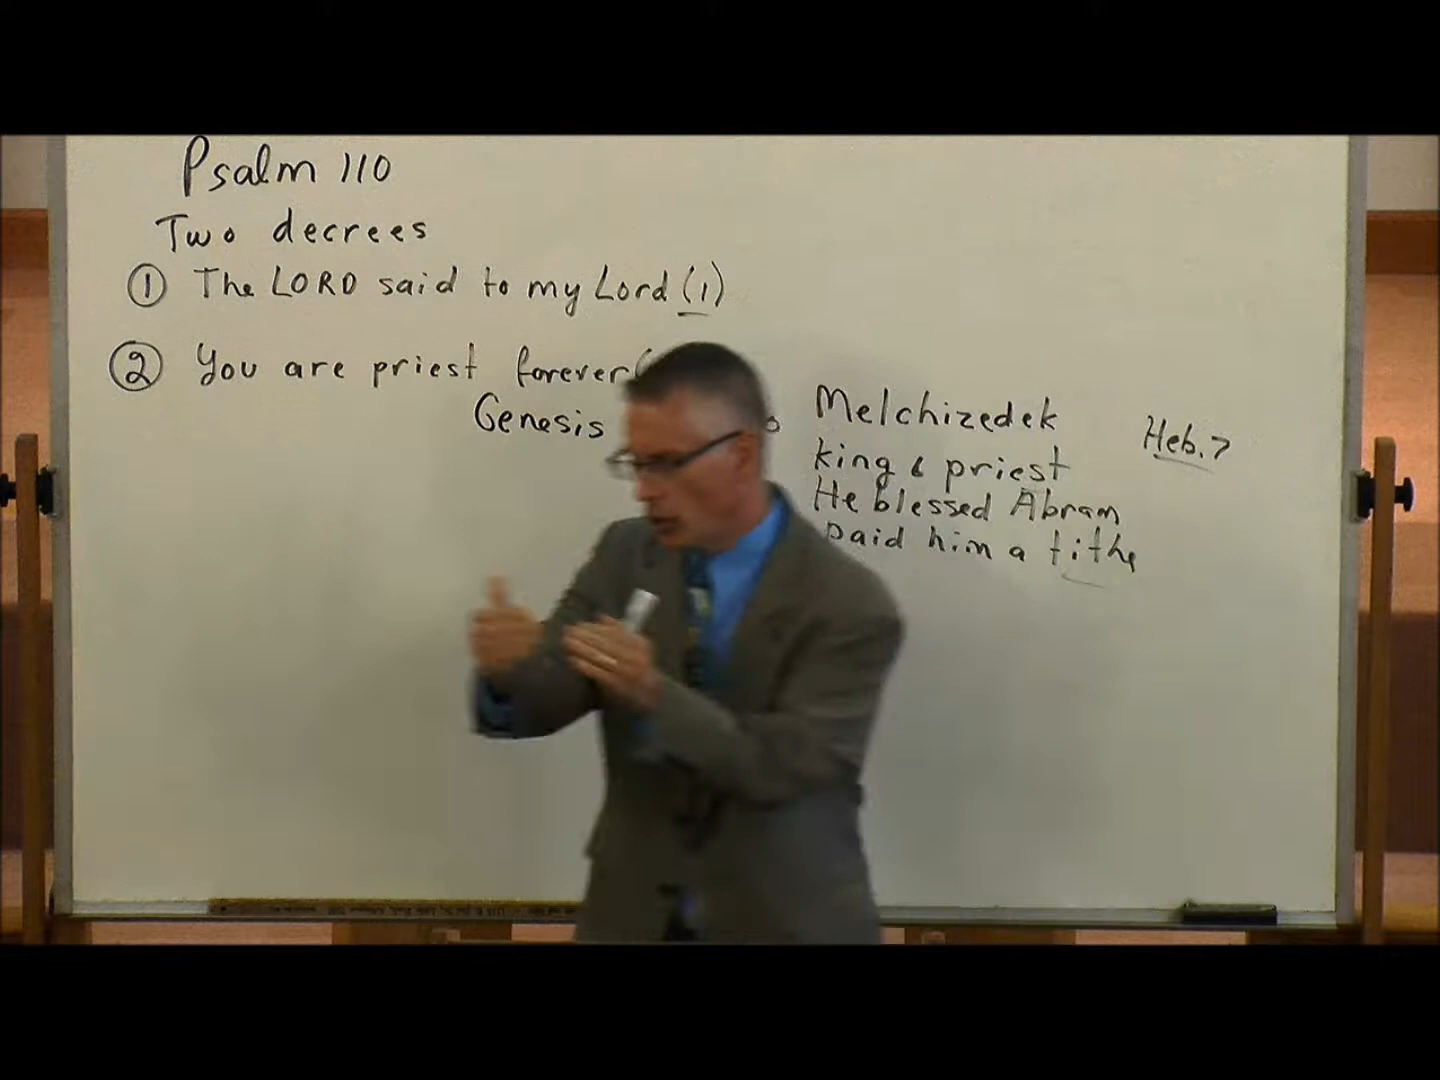 Psalm 110
Two decrees
① The LORD said to my Lord (1)
② You are priest forever(
Genesis
Melchizedek
king & priest
He blessed Abram
Paid him a tithe
Heb. 7